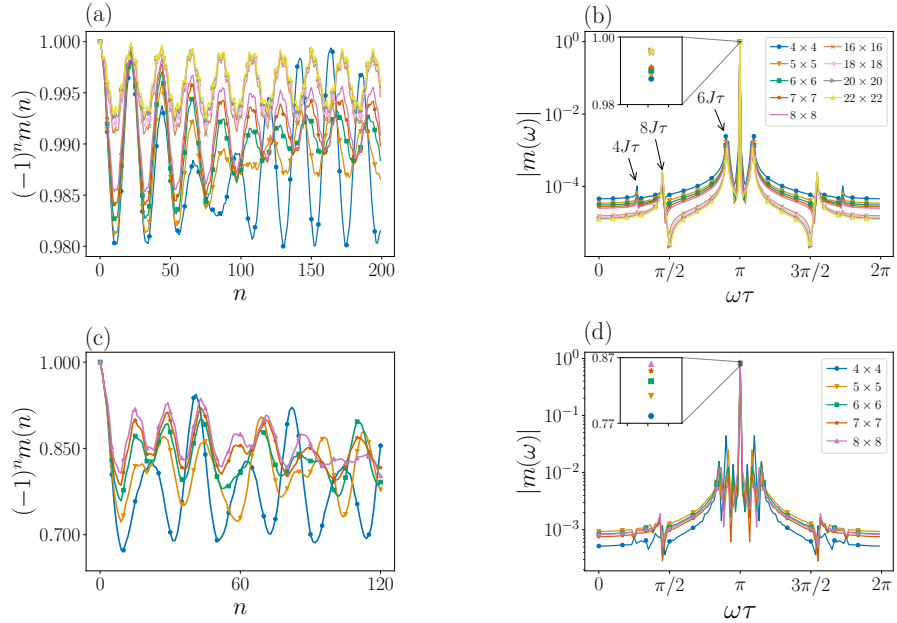 (a)
(−1)ⁿm(n)
1.000
0.995
0.990
0.985
0.980
0
50
100
150
200
n
(b)
|m(ω)|
10⁰
10⁻²
10⁻⁴
1.00
0.98
4Jτ
8Jτ
6Jτ
4 × 4
5 × 5
6 × 6
7 × 7
8 × 8
16 × 16
18 × 18
20 × 20
22 × 22
0
π/2
π
3π/2
2π
ωτ
(c)
(−1)ⁿm(n)
1.000
0.850
0.700
0
60
120
n
(d)
|m(ω)|
10⁰
10⁻¹
10⁻²
10⁻³
0.87
0.77
4 × 4
5 × 5
6 × 6
7 × 7
8 × 8
0
π/2
π
3π/2
2π
ωτ